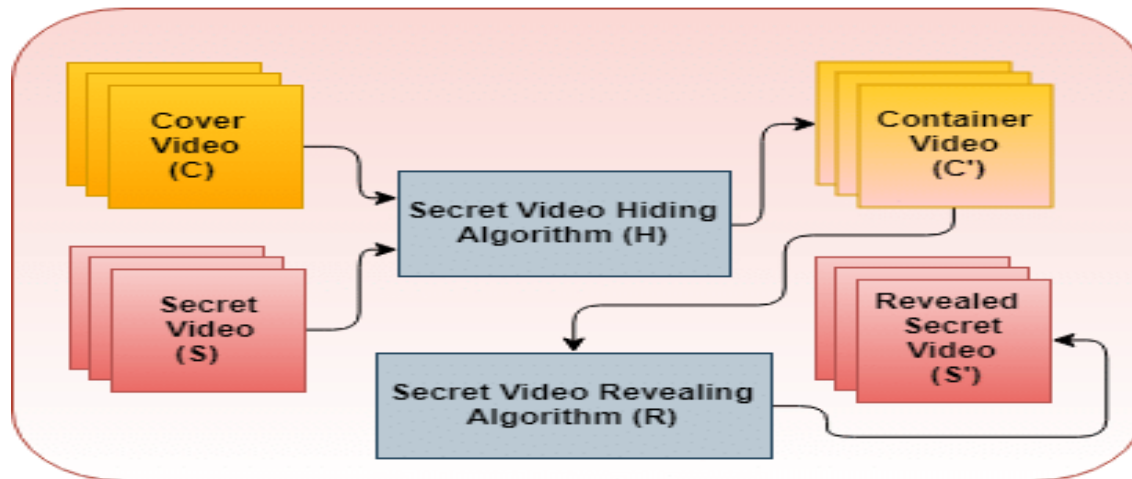 Cover
Video
(C)
Secret Video Hiding
Algorithm (H)
Container
Video
(C')
Secret
Video
(S)
Secret Video Revealing
Algorithm (R)
Revealed
Secret
Video
(S')